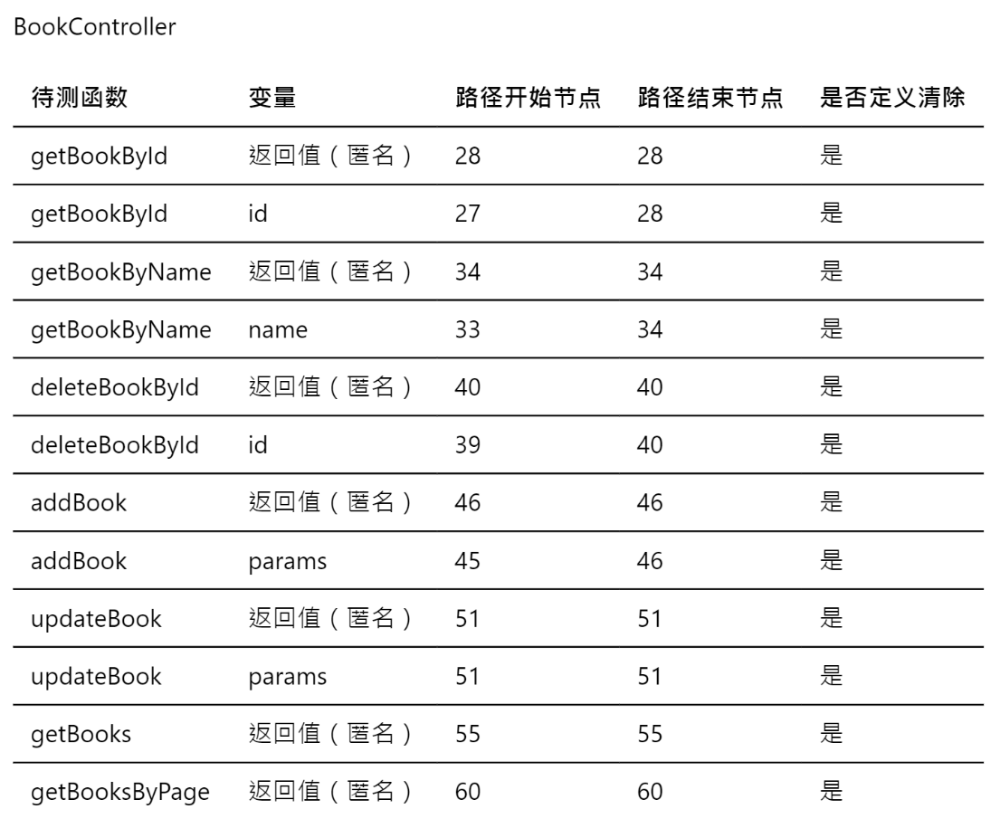 BookController
待测函数 变量 路径开始节点 路径结束节点 是否定义清除
getBookById 返回值（匿名） 28 28 是
getBookById id 27 28 是
getBookByName 返回值（匿名） 34 34 是
getBookByName name 33 34 是
deleteBookById 返回值（匿名） 40 40 是
deleteBookById id 39 40 是
addBook 返回值（匿名） 46 46 是
addBook params 45 46 是
updateBook 返回值（匿名） 51 51 是
updateBook params 51 51 是
getBooks 返回值（匿名） 55 55 是
getBooksByPage 返回值（匿名） 60 60 是